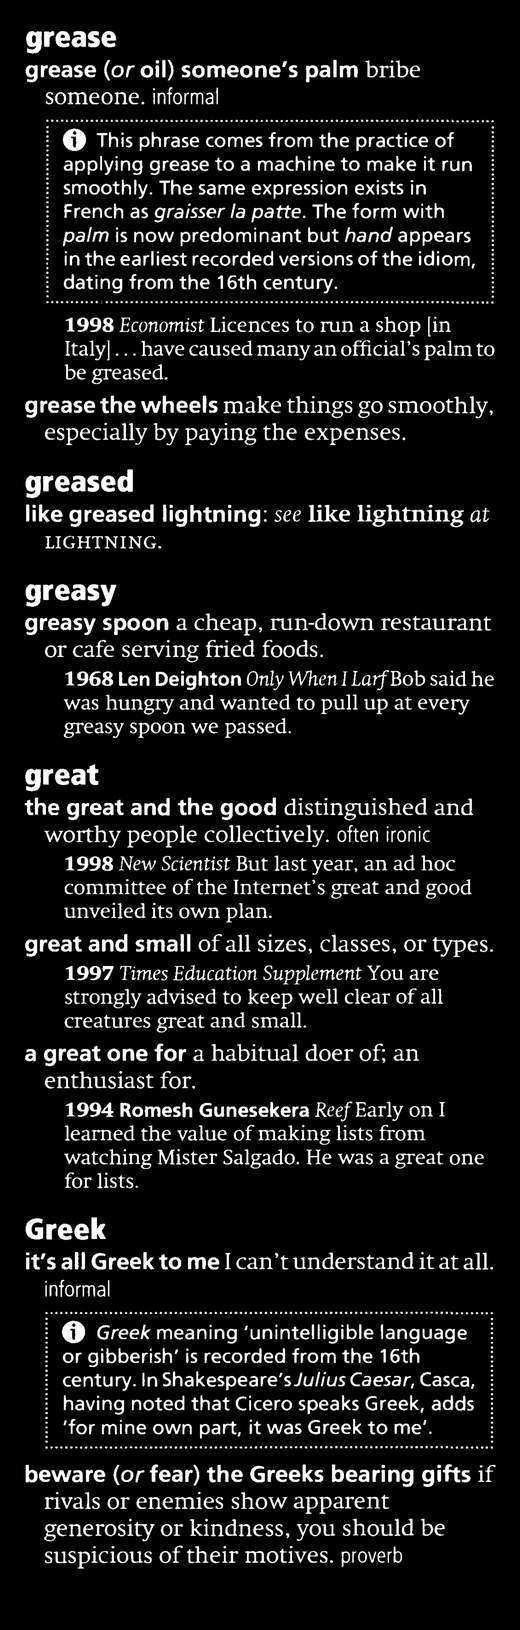 grease
grease (or oil) someone's palm bribe
someone. informal
i This phrase comes from the practice of
applying grease to a machine to make it run
smoothly. The same expression exists in
French as graisser la patte. The form with
palm is now predominant but hand appears
in the earliest recorded versions of the idiom,
dating from the 16th century.
1998 Economist Licences to run a shop [in
Italy] ... have caused many an official's palm to
be greased.
grease the wheels make things go smoothly,
especially by paying the expenses.
greased
like greased lightning: see like lightning at
LIGHTNING.
greasy
greasy spoon a cheap, run-down restaurant
or cafe serving fried foods.
1968 Len Deighton Only When I Larf Bob said he
was hungry and wanted to pull up at every
greasy spoon we passed.
great
the great and the good distinguished and
worthy people collectively. often ironic
1998 New Scientist But last year, an ad hoc
committee of the Internet's great and good
unveiled its own plan.
great and small of all sizes, classes, or types.
1997 Times Education Supplement You are
strongly advised to keep well clear of all
creatures great and small.
a great one for a habitual doer of; an
enthusiast for.
1994 Romesh Gunesekera Reef Early on I
learned the value of making lists from
watching Mister Salgado. He was a great one
for lists.
Greek
it's all Greek to me I can't understand it at all.
informal
i Greek meaning 'unintelligible language
or gibberish' is recorded from the 16th
century. In Shakespeare's Julius Caesar, Casca,
having noted that Cicero speaks Greek, adds
'for mine own part, it was Greek to me'.
beware (or fear) the Greeks bearing gifts if
rivals or enemies show apparent
generosity or kindness, you should be
suspicious of their motives. proverb